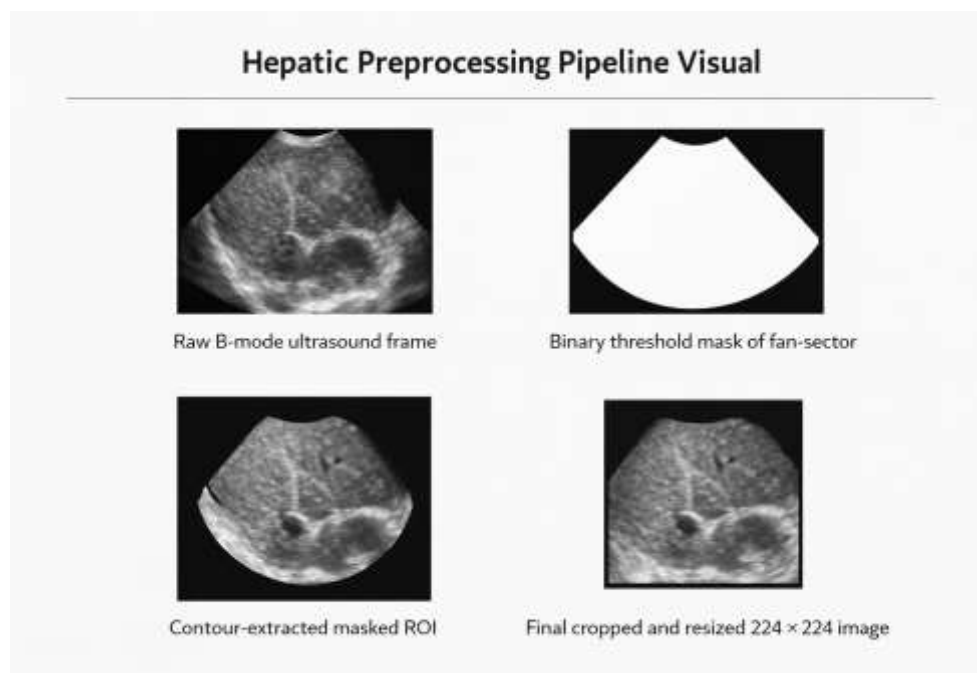 Hepatic Preprocessing Pipeline Visual
Raw B-mode ultrasound frame
Binary threshold mask of fan-sector
Contour-extracted masked ROI
Final cropped and resized 224 × 224 image